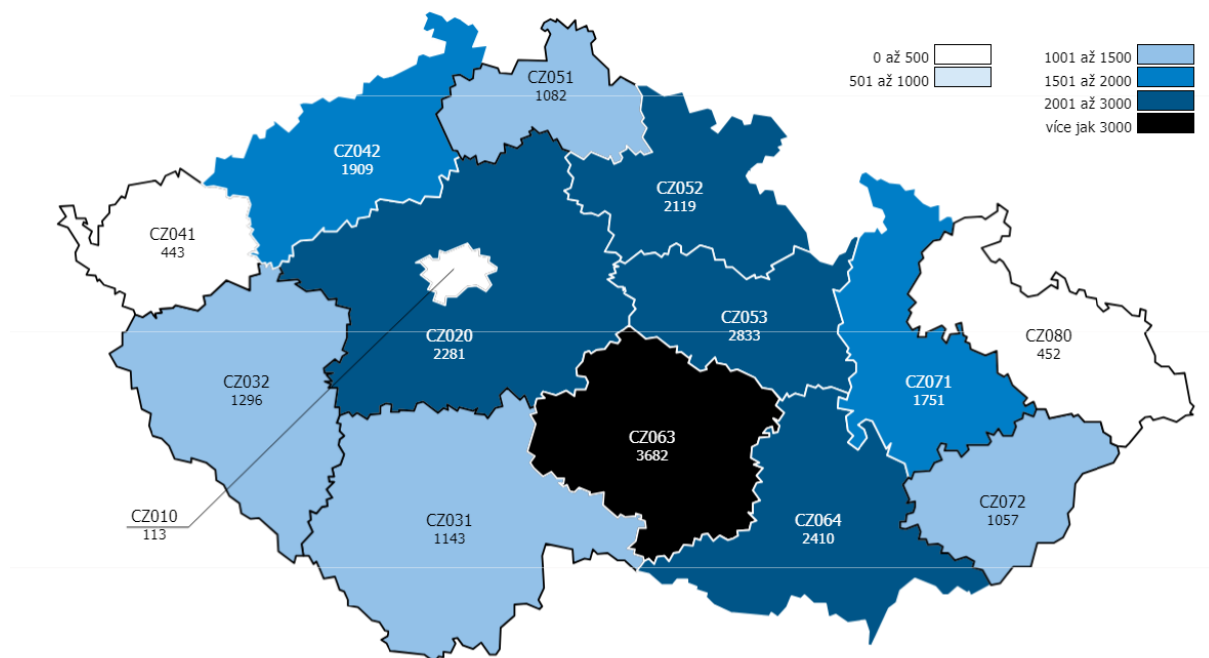 0 až 500
501 až 1000
1001 až 1500
1501 až 2000
2001 až 3000
více jak 3000
CZ051
1082
CZ042
1909
CZ052
2119
CZ041
443
CZ053
2833
CZ020
2281
CZ080
452
CZ032
1296
CZ071
1751
CZ063
3682
CZ072
1057
CZ010
113
CZ031
1143
CZ064
2410